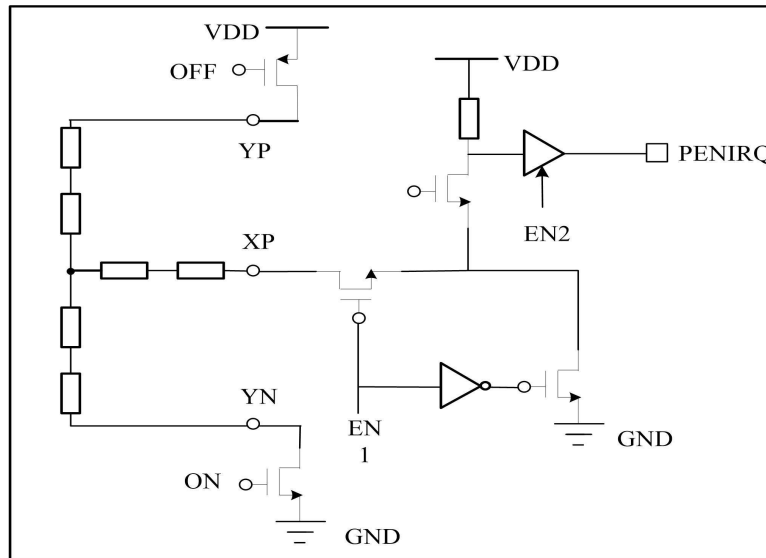 VDD
OFF
VDD
YP
PENIRQ
EN2
XP
YN
EN
1
GND
ON
GND